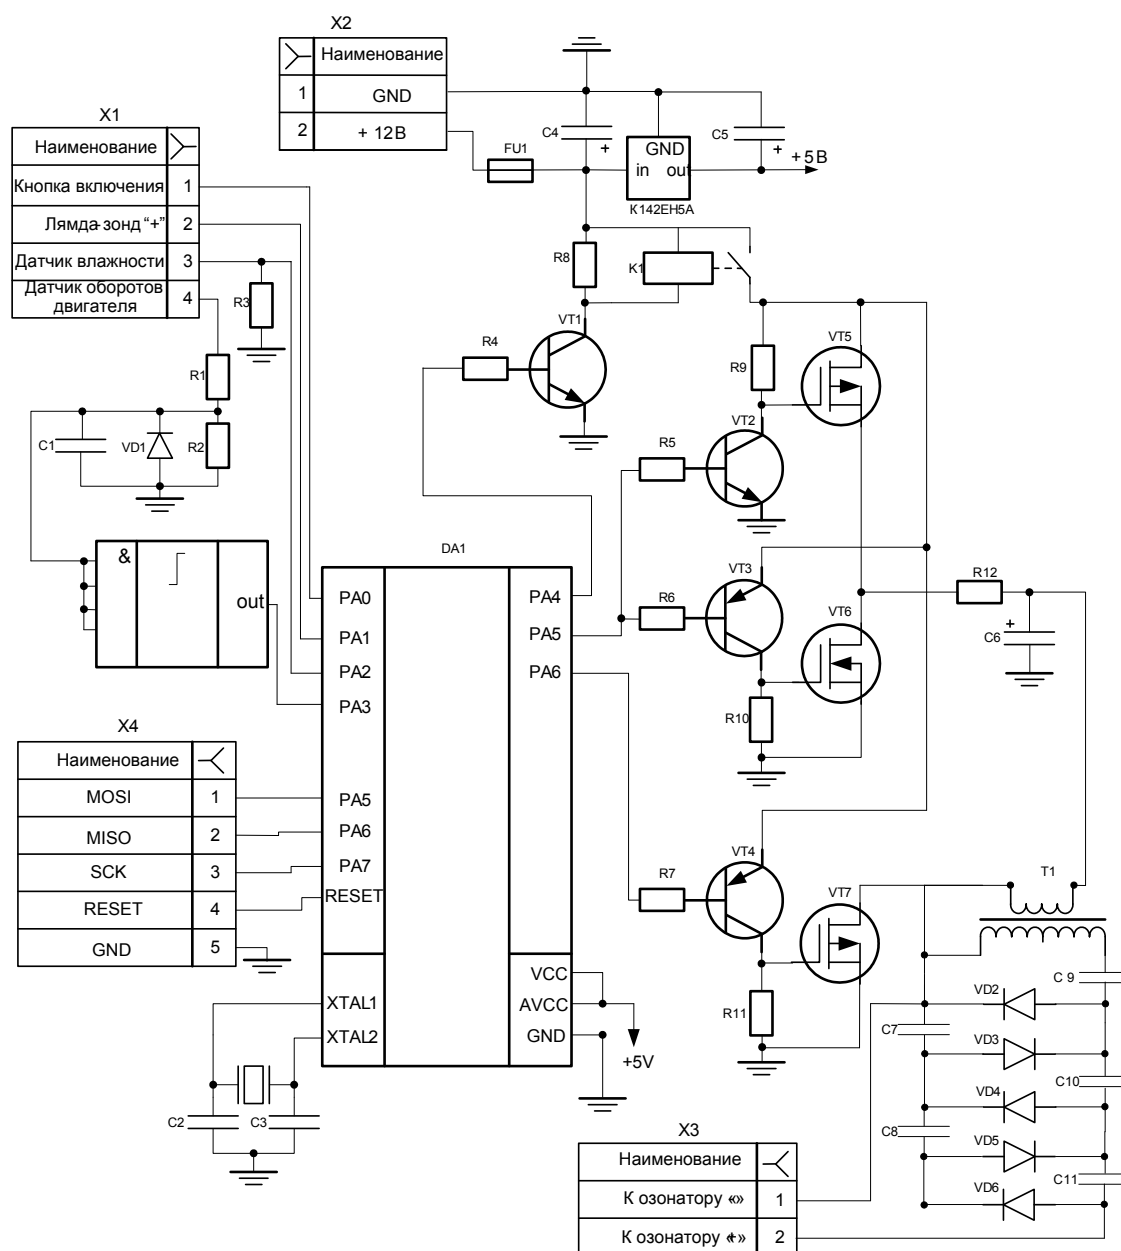 X2
Наименование
1 GND
2 + 12В
X1
Наименование
Кнопка включения 1
Лямда-зонд “+” 2
Датчик влажности 3
Датчик оборотов
двигателя 4
FU1
C4
+
GND
in out
К142ЕН5А
C5
+
+5В
R8
K1
R3
R1
R2
C1
VD1
R4
VT1
R9
VT5
VT2
R5
&
out
DA1
PA0
PA1
PA2
PA3
PA5
PA6
PA7
RESET
XTAL1
XTAL2
PA4
PA5
PA6
VCC
AVCC
GND
+5V
R6
VT3
VT6
R10
R12
+
C6
X4
Наименование
MOSI 1
MISO 2
SCK 3
RESET 4
GND 5
C2
C3
R7
VT4
VT7
R11
T1
C 9
VD2
C7
VD3
C10
VD4
C8
VD5
C11
VD6
X3
Наименование
К озонатору «» 1
К озонатору «+» 2